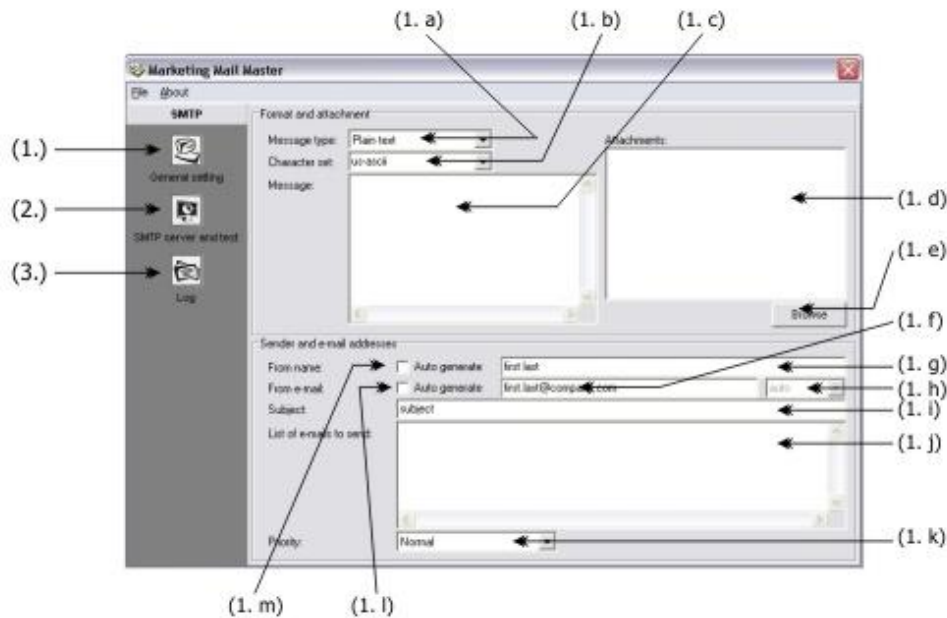 (1. a) (1. b) (1. c)
Marketing Mail Master
File About
SMTP
Format and attachment
(1.)
General setting
Message type: Plain text
Attachments:
Character set: us-ascii
Message:
(1. d)
(2.)
SMTP server and test
(1. e)
(3.)
Log
Browse
(1. f)
Sender and e-mail addresses
From name: Auto generate first last
(1. g)
From e-mail: Auto generate first.last@company.com auto
(1. h)
Subject: subject
(1. i)
List of e-mails to send:
(1. j)
Priority: Normal
(1. k)
(1. m) (1. l)